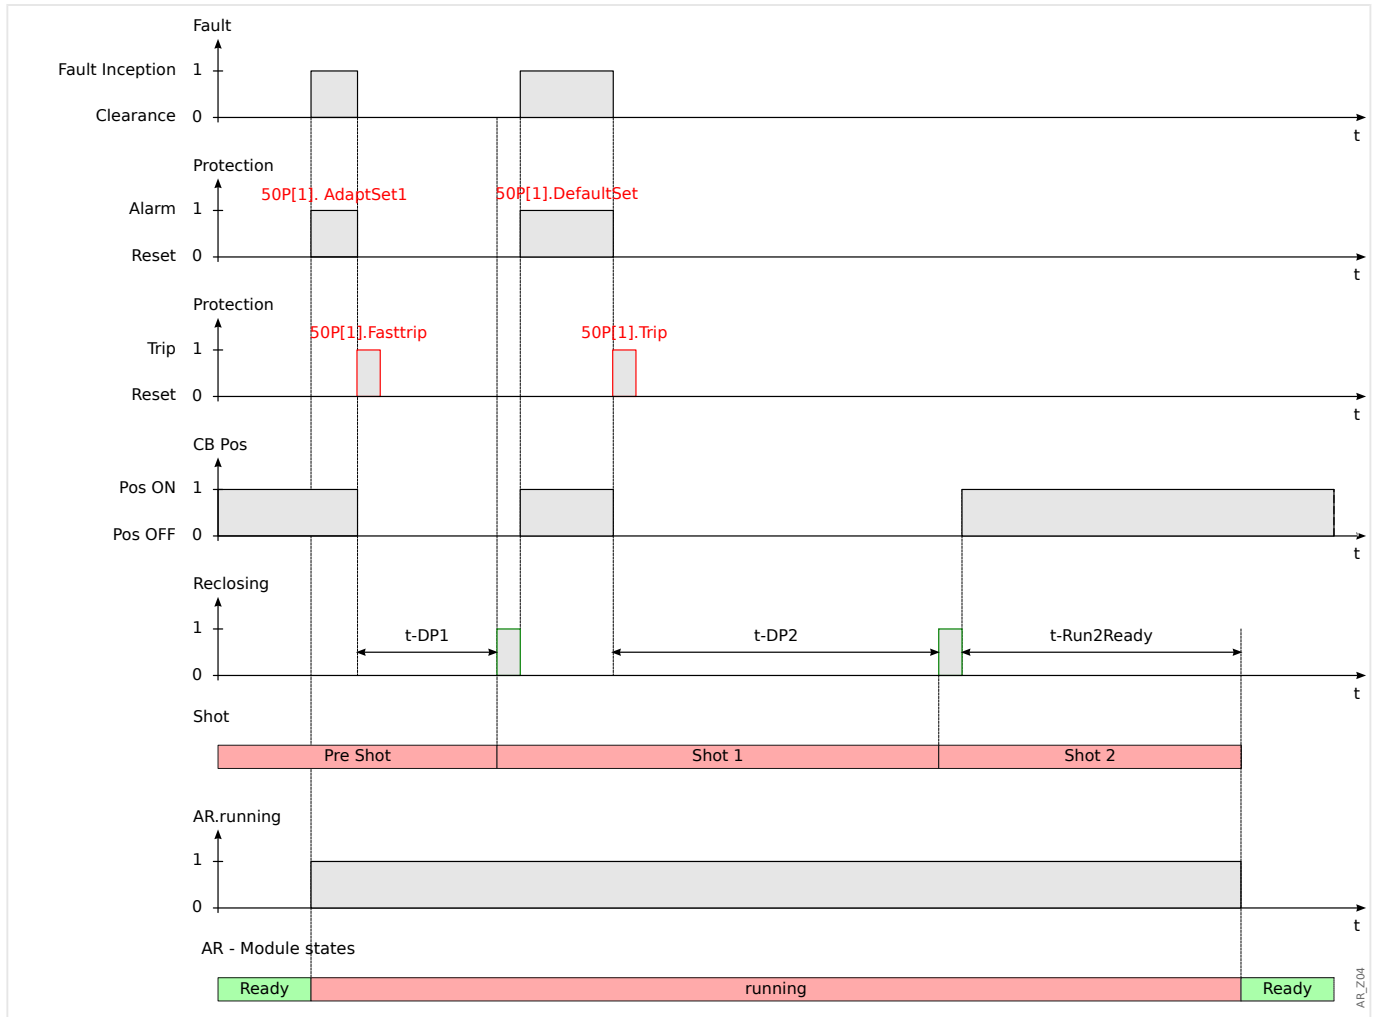 Fault
Fault Inception 1
Clearance 0
t
Protection
50P[1]. AdaptSet1 50P[1].DefaultSet
Alarm 1
Reset 0
t
Protection
50P[1].Fasttrip 50P[1].Trip
Trip 1
Reset 0
t
CB Pos
Pos ON 1
Pos OFF 0
t
Reclosing
1
t-DP1 t-DP2 t-Run2Ready
0
t
Shot
Pre Shot Shot 1 Shot 2
AR.running
1
0
t
AR - Module states
Ready running Ready
AR_Z04